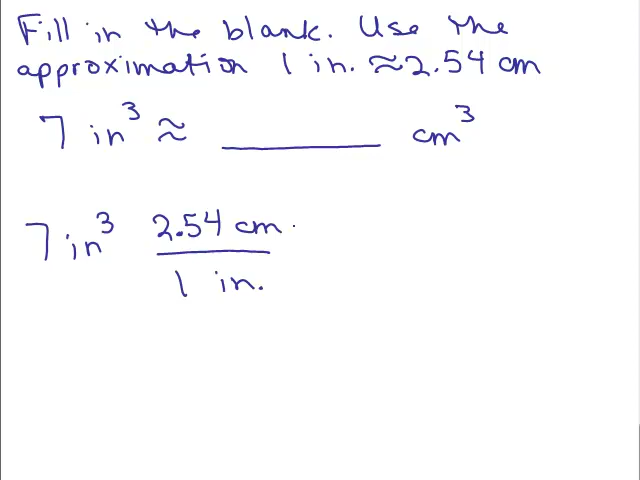 Fill in the blank. Use the
approximation 1 in. ≈ 2.54 cm
7 in³ ≈ ________ cm³
7 in³ 2.54 cm
1 in.